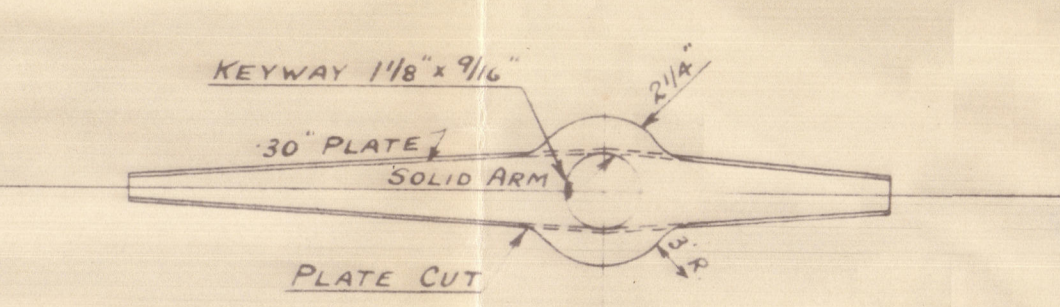 KEYWAY 1 1/8" x 9/16"
2 1/4"
.30" PLATE
SOLID ARM
3" R.
PLATE CUT